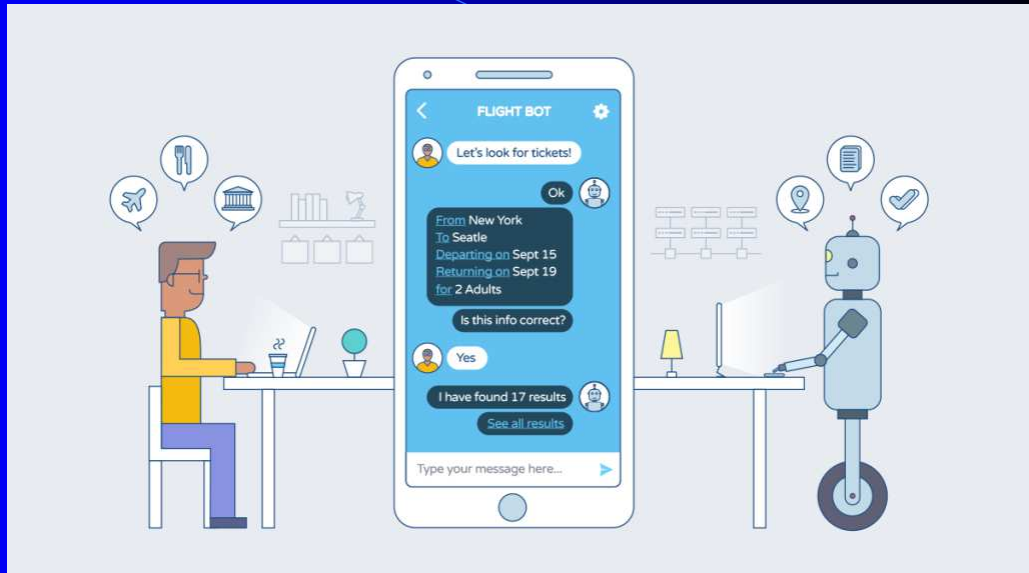 FLIGHT BOT
Let's look for tickets!
Ok
From New York
To Seatle
Departing on Sept 15
Returning on Sept 19
for 2 Adults
Is this info correct?
Yes
I have found 17 results
See all results
Type your message here...